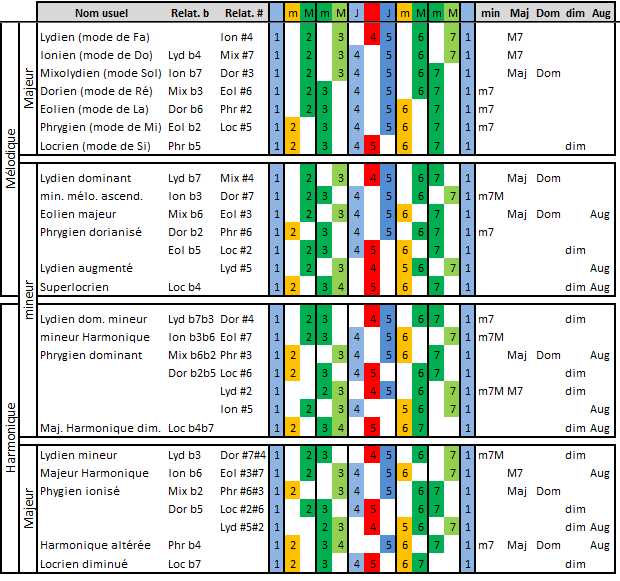 Nom usuel Relat. b Relat. # m M m M J J m M m M min Maj Dom dim Aug
Mélodique
Majeur
Lydien (mode de Fa) Ion #4 1 2 3 4 5 6 7 1 M7
Ionien (mode de Do) Lyd b4 Mix #7 1 2 3 4 5 6 7 1 M7
Mixolydien (mode Sol) Ion b7 Dor #3 1 2 3 4 5 6 7 1 Maj Dom
Dorien (mode de Ré) Mix b3 Eol #6 1 2 3 4 5 6 7 1 m7
Eolien (mode de La) Dor b6 Phr #2 1 2 3 4 5 6 7 1 m7
Phrygien (mode de Mi) Eol b2 Loc #5 1 2 3 4 5 6 7 1 m7
Locrien (mode de Si) Phr b5 1 2 3 4 5 6 7 1 dim
mineur
Lydien dominant Lyd b7 Mix #4 1 2 3 4 5 6 7 1 Maj Dom
min. mélo. ascend. Ion b3 Dor #7 1 2 3 4 5 6 7 1 m7M
Eolien majeur Mix b6 Eol #3 1 2 3 4 5 6 7 1 Maj Dom Aug
Phrygien dorianisé Dor b2 Phr #6 1 2 3 4 5 6 7 1 m7
Eol b5 Loc #2 1 2 3 4 5 6 7 1 dim
Lydien augmenté Lyd #5 1 2 3 4 5 6 7 1 Aug
Superlocrien Loc b4 1 2 3 4 5 6 7 1 dim Aug
Harmonique
Lydien dom. mineur Lyd b7b3 Dor #4 1 2 3 4 5 6 7 1 m7 dim
mineur Harmonique Ion b3b6 Eol #7 1 2 3 4 5 6 7 1 m7M
Phrygien dominant Mix b6b2 Phr #3 1 2 3 4 5 6 7 1 Maj Dom Aug
Dor b2b5 Loc #6 1 2 3 4 5 6 7 1 dim
Lyd #2 1 2 3 4 5 6 7 1 m7M M7 dim
Ion #5 1 2 3 4 5 6 7 1 Aug
Maj. Harmonique dim. Loc b4b7 1 2 3 4 5 6 7 1 dim Aug
Majeur
Lydien mineur Lyd b3 Dor #7#4 1 2 3 4 5 6 7 1 m7M dim
Majeur Harmonique Ion b6 Eol #3#7 1 2 3 4 5 6 7 1 M7 Aug
Phygien ionisé Mix b2 Phr #6#3 1 2 3 4 5 6 7 1 Maj Dom
Dor b5 Loc #2#6 1 2 3 4 5 6 7 1 dim
Lyd #5#2 1 2 3 4 5 6 7 1 dim Aug
Harmonique altérée Phr b4 1 2 3 4 5 6 7 1 m7 Maj Dom Aug
Locrien diminué Loc b7 1 2 3 4 5 6 7 1 dim